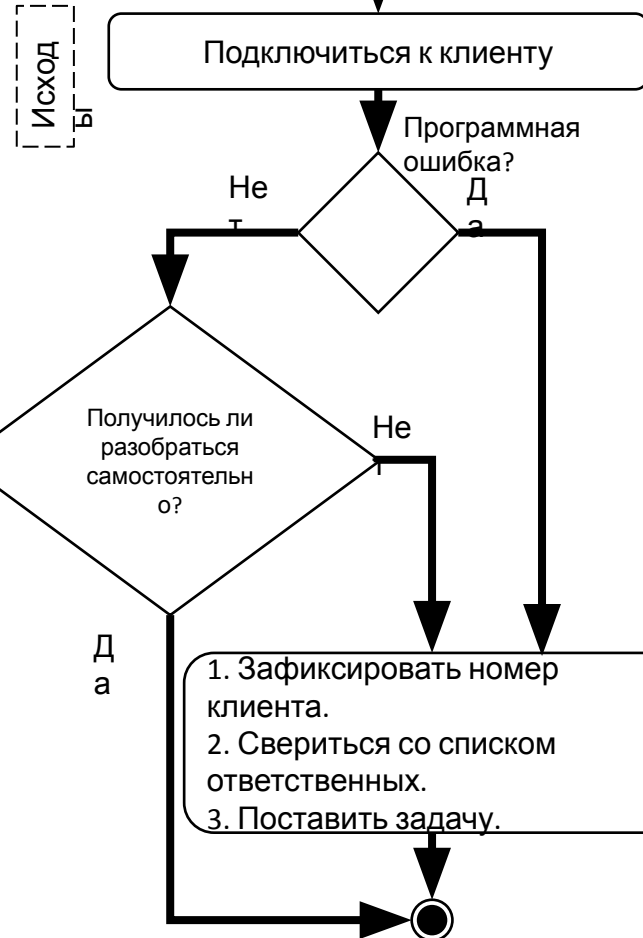 Исход
ы
Подключиться к клиенту
Программная
ошибка?
Не
т
Д
а
Получилось ли
разобраться
самостоятельн
о?
Не
т
Д
а
1. Зафиксировать номер
клиента.
2. Свериться со списком
ответственных.
3. Поставить задачу.